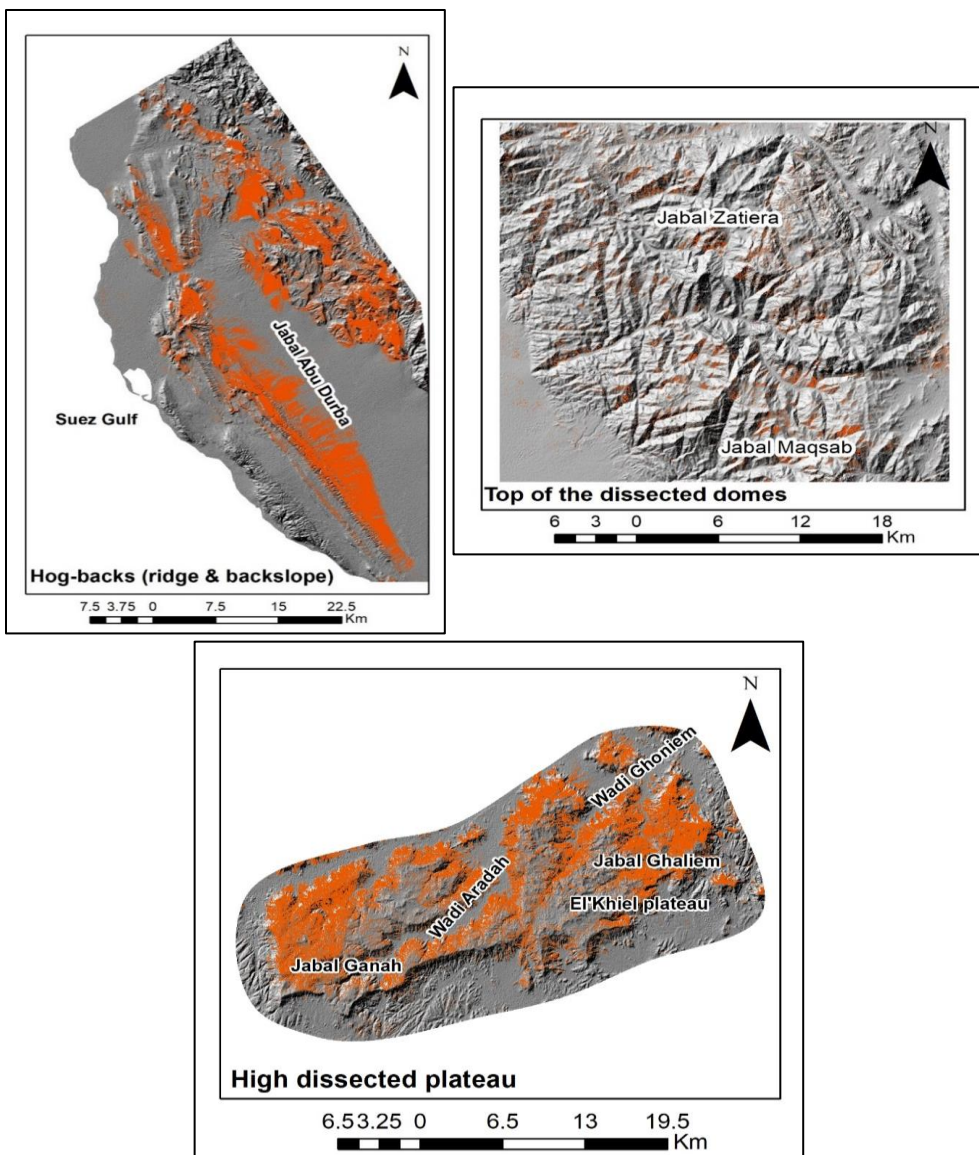 N
Jabal Abu Durba
Suez Gulf
Hog-backs (ridge & backslope)
7.5 3.75 0 7.5 15 22.5
Km
N
Jabal Zatiera
Jabal Maqsab
Top of the dissected domes
6 3 0 6 12 18
Km
N
Wadi Ghoniem
Jabal Ghaliem
Wadi Aradah
El'Khiel plateau
Jabal Ganah
High dissected plateau
6.53.25 0 6.5 13 19.5
Km